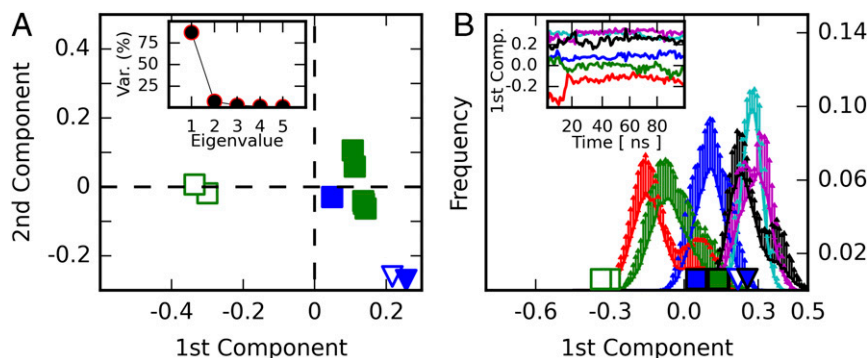 A
B
0.4
0.2
0
-0.2
2nd Component
-0.4
-0.2
0
0.2
1st Component
75
50
25
Var. (%)
1 2 3 4 5
Eigenvalue
0.14
0.10
0.06
0.02
Frequency
-0.6
-0.3
0.0
0.3
0.5
1st Component
0.2
0.0
-0.2
1st Comp.
20 40 60 80
Time [ ns ]